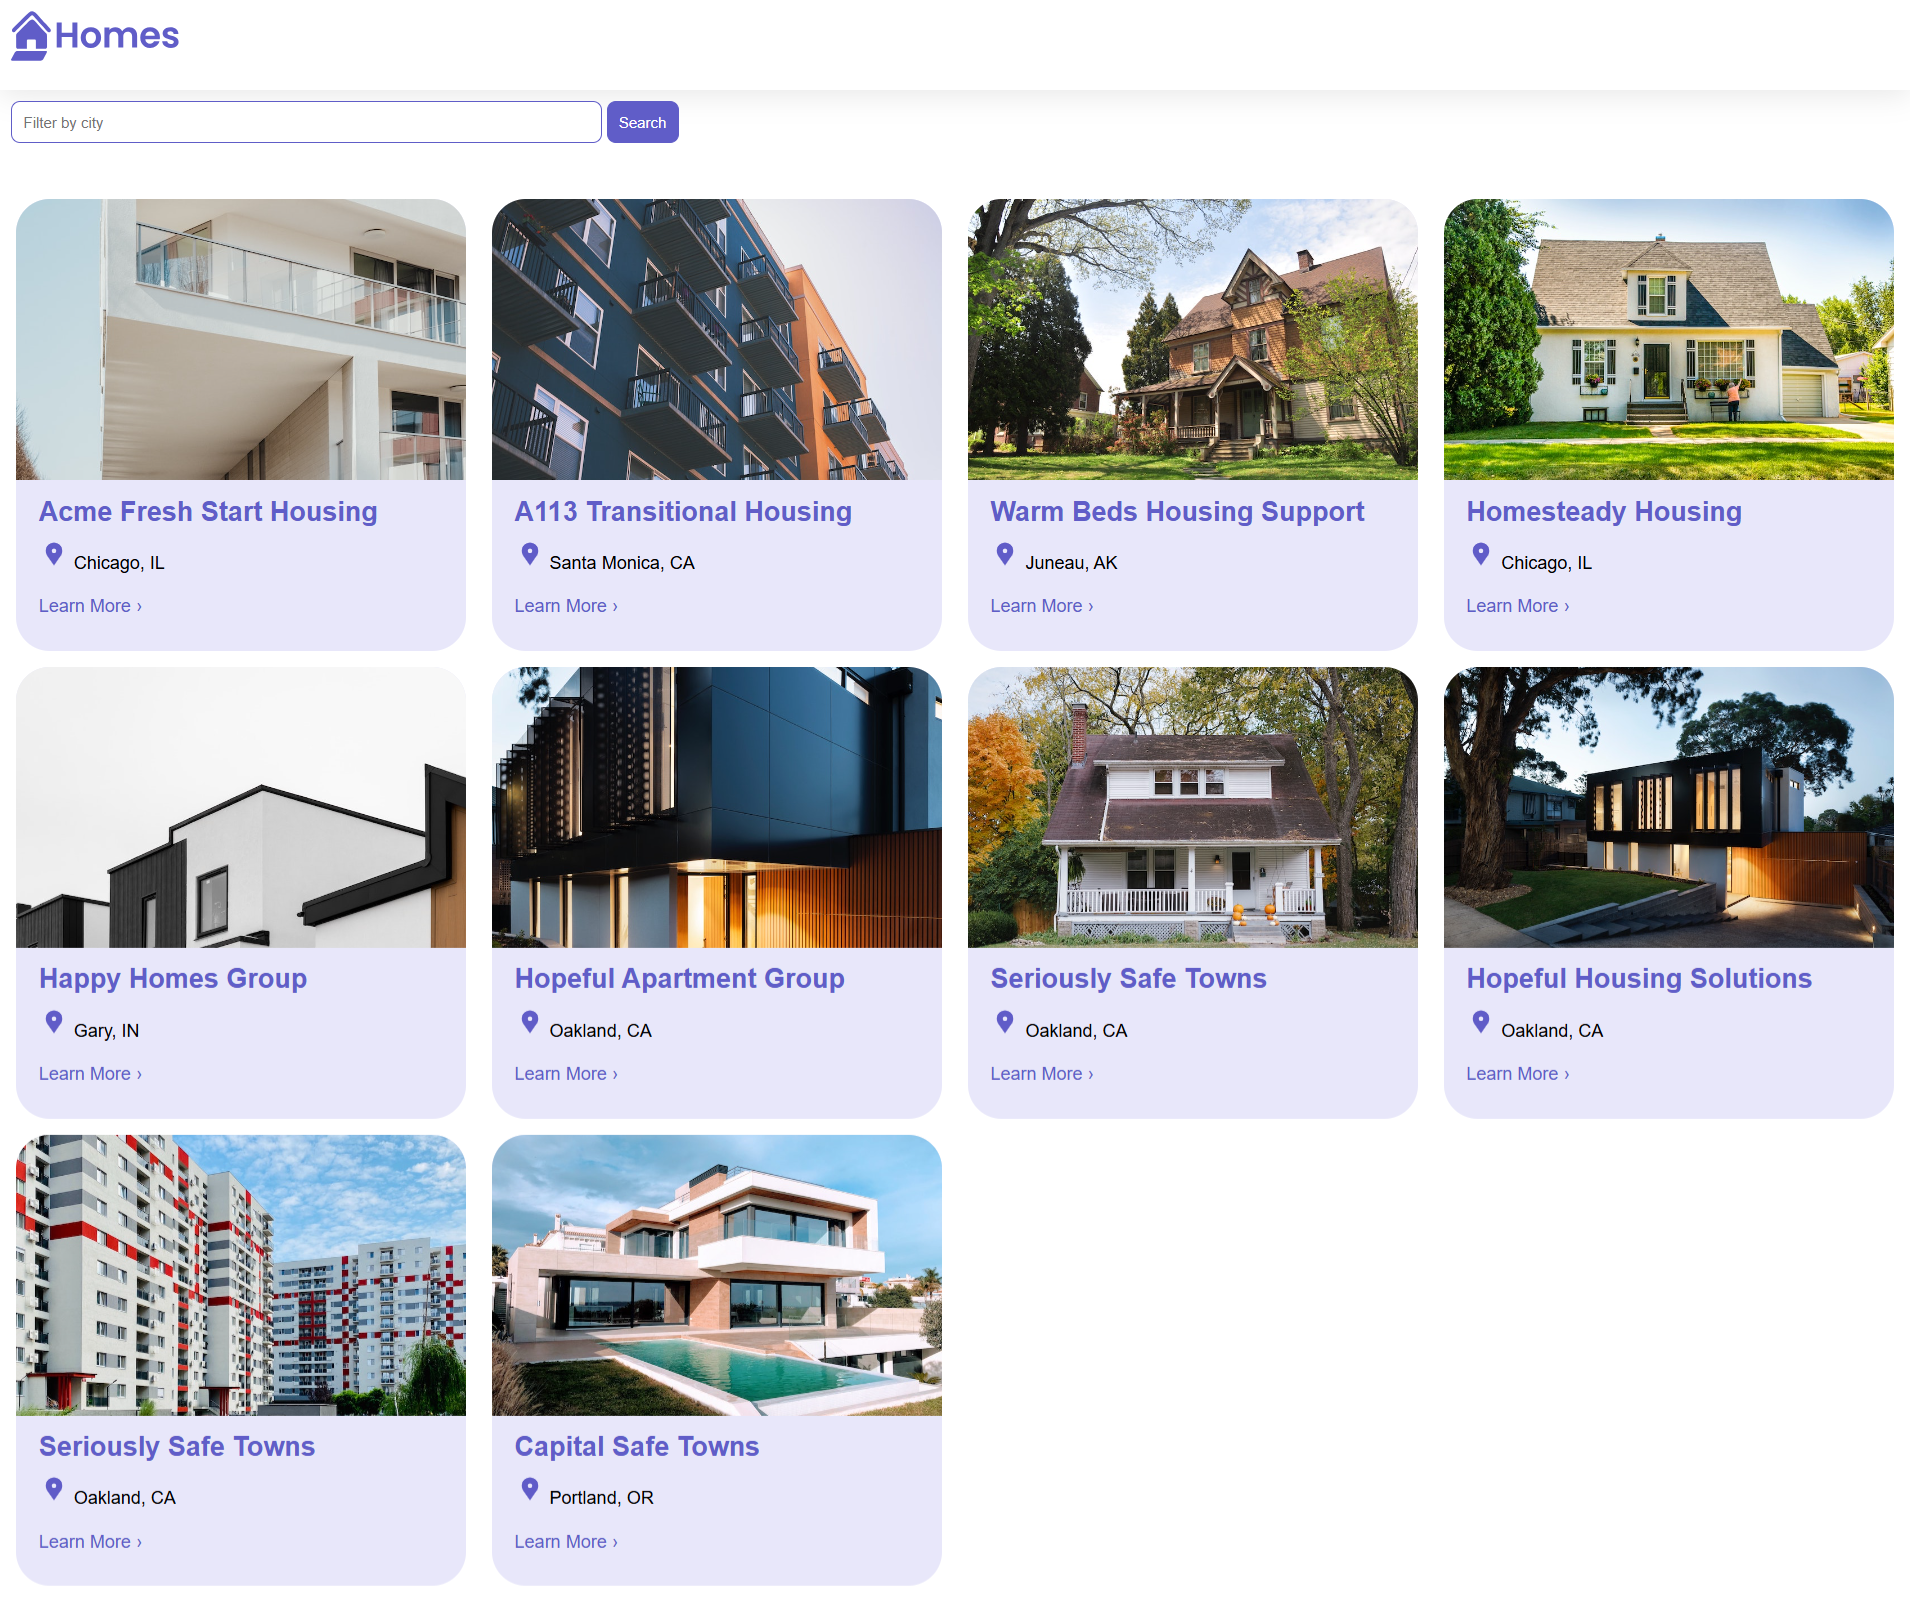 Homes
Filter by city
Search
Acme Fresh Start Housing
Chicago, IL
Learn More ›
A113 Transitional Housing
Santa Monica, CA
Learn More ›
Warm Beds Housing Support
Juneau, AK
Learn More ›
Homesteady Housing
Chicago, IL
Learn More ›
Happy Homes Group
Gary, IN
Learn More ›
Hopeful Apartment Group
Oakland, CA
Learn More ›
Seriously Safe Towns
Oakland, CA
Learn More ›
Hopeful Housing Solutions
Oakland, CA
Learn More ›
Seriously Safe Towns
Oakland, CA
Learn More ›
Capital Safe Towns
Portland, OR
Learn More ›